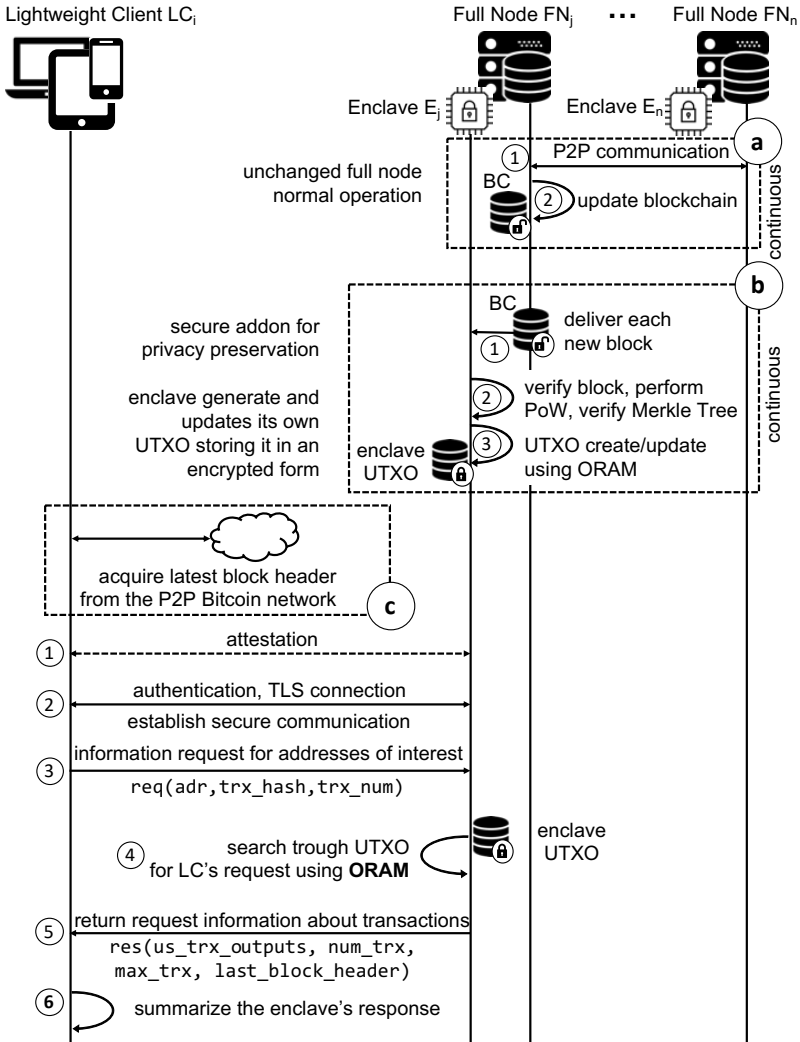 Lightweight Client LCi
Full Node FNj
...
Full Node FNn
Enclave Ej
Enclave En
a
1
P2P communication
unchanged full node
normal operation
BC
2
update blockchain
continuous
b
BC
secure addon for
privacy preservation
1
deliver each
new block
enclave generate and
updates its own
UTXO storing it in an
encrypted form
2
verify block, perform
PoW, verify Merkle Tree
3
enclave
UTXO
UTXO create/update
using ORAM
continuous
acquire latest block header
from the P2P Bitcoin network
c
1
attestation
2
authentication, TLS connection
establish secure communication
3
information request for addresses of interest
req(adr,trx_hash,trx_num)
4
search trough UTXO
for LC's request using ORAM
enclave
UTXO
5
return request information about transactions
res(us_trx_outputs, num_trx,
max_trx, last_block_header)
6
summarize the enclave's response